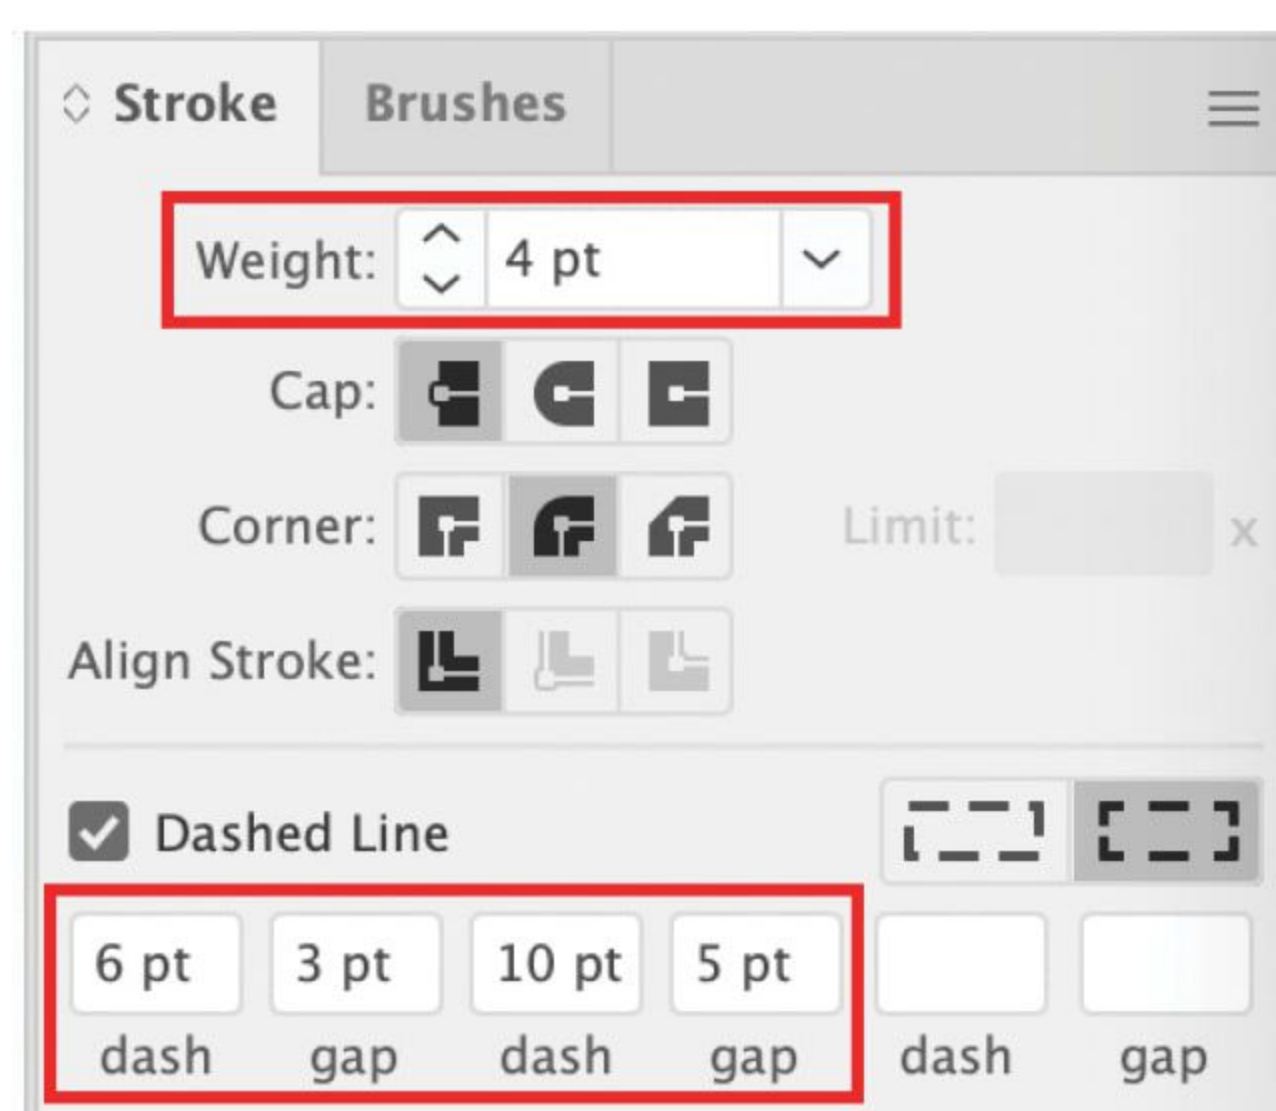 Stroke Brushes
Weight: 4 pt
Cap:
Corner: Limit: x
Align Stroke:
Dashed Line
6 pt 3 pt 10 pt 5 pt
dash gap dash gap dash gap